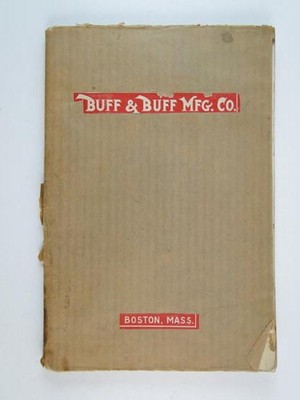 BUFF & BUFF MFG. CO.
BOSTON, MASS.